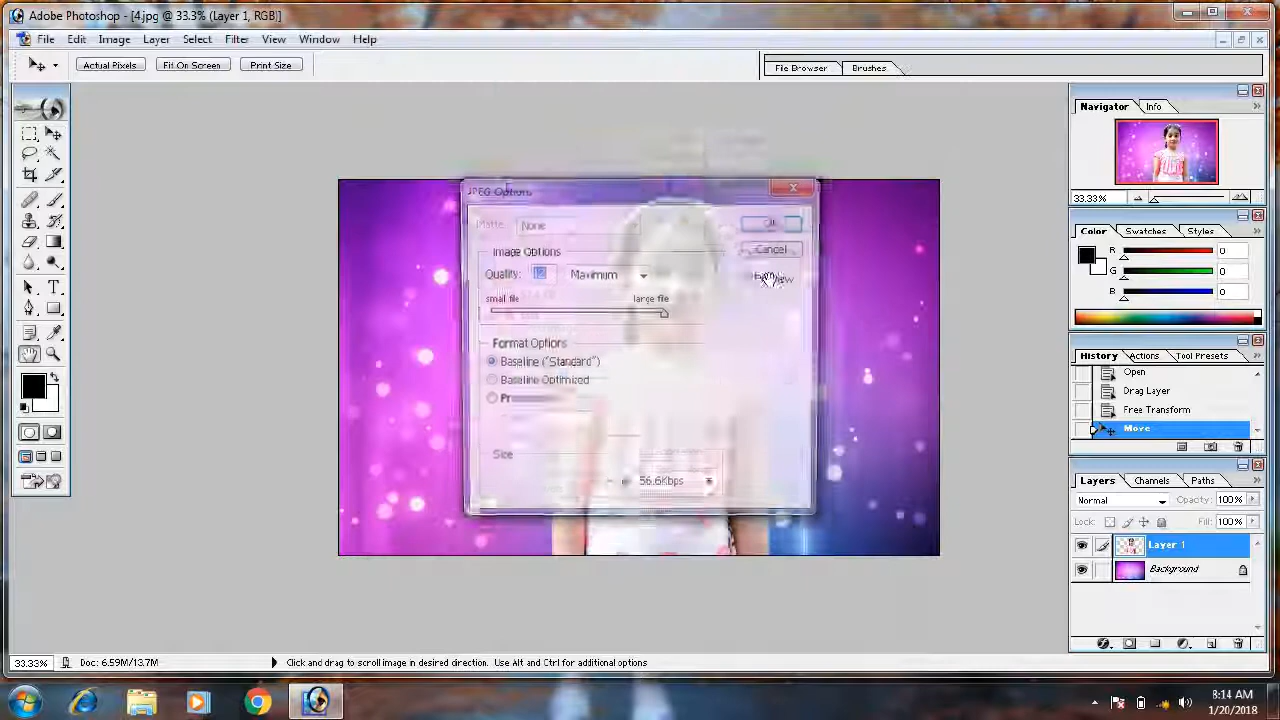 Adobe Photoshop - [4.jpg @ 33.3% (Layer 1, RGB)]
File Edit Image Layer Select Filter View Window Help
Actual Pixels Fit On Screen Print Size File Browser Brushes
Navigator Info
33.33%
Color Swatches Styles
R 0
G 0
B 0
History Actions Tool Presets
Open
Drag Layer
Free Transform
Move
Layers Channels Paths
Normal Opacity: 100%
Lock: Fill: 100%
Layer 1
Background
JPEG Options
Matte: None
OK
Image Options
Cancel
Quality: 12 Maximum
small file large file
Format Options
Baseline ("Standard")
Baseline Optimized
Size
56.6Kbps
33.33% Doc: 6.59M/13.7M Click and drag to scroll image in desired direction. Use Alt and Ctrl for additional options
8:14 AM
1/20/2018